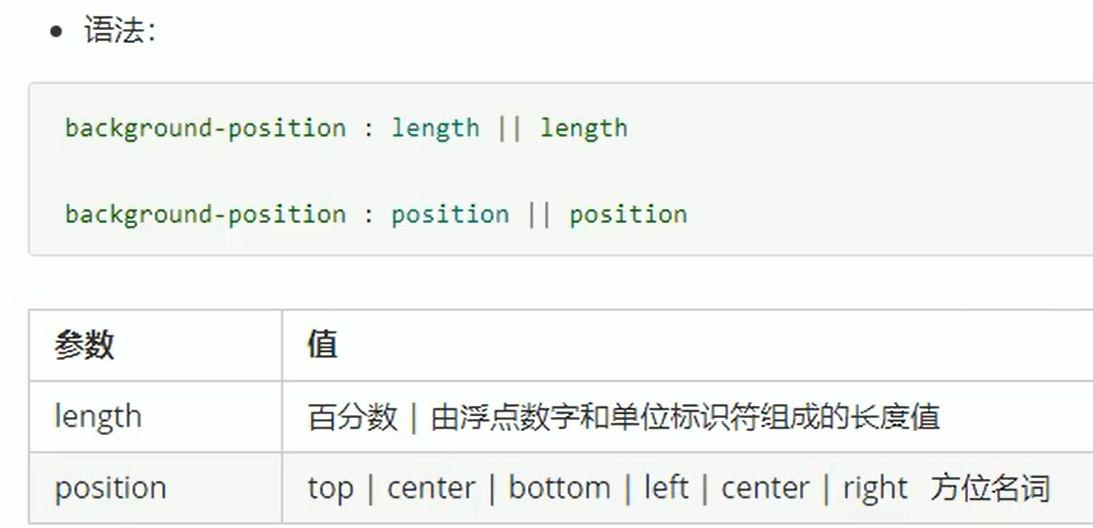 语法：
background-position : length || length
background-position : position || position
参数 值
length 百分数 | 由浮点数字和单位标识符组成的长度值
position top | center | bottom | left | center | right 方位名词